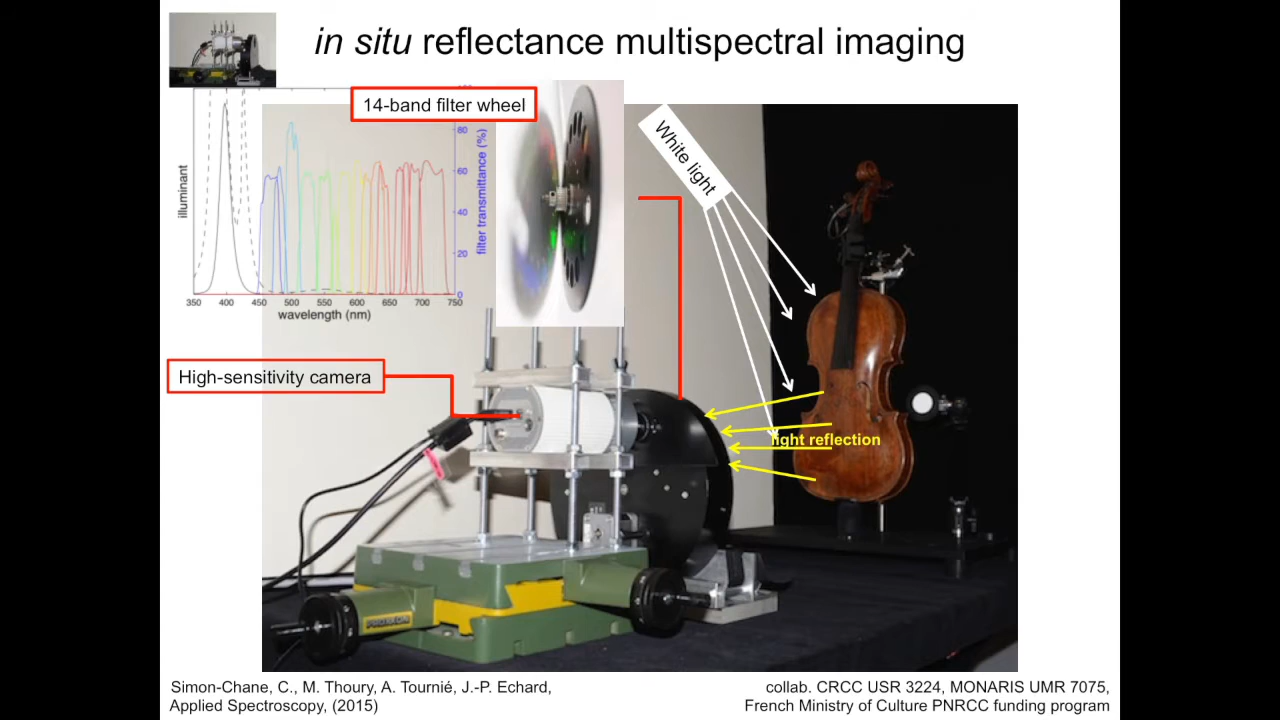 in situ reflectance multispectral imaging
14-band filter wheel
White light
illuminant
filter transmittance (%)
80
60
40
20
0
350 400 450 500 550 600 650 700 750
wavelength (nm)
High-sensitivity camera
light reflection
PROXXON
Simon-Chane, C., M. Thoury, A. Tournié, J.-P. Echard,
Applied Spectroscopy, (2015)
collab. CRCC USR 3224, MONARIS UMR 7075,
French Ministry of Culture PNRCC funding program